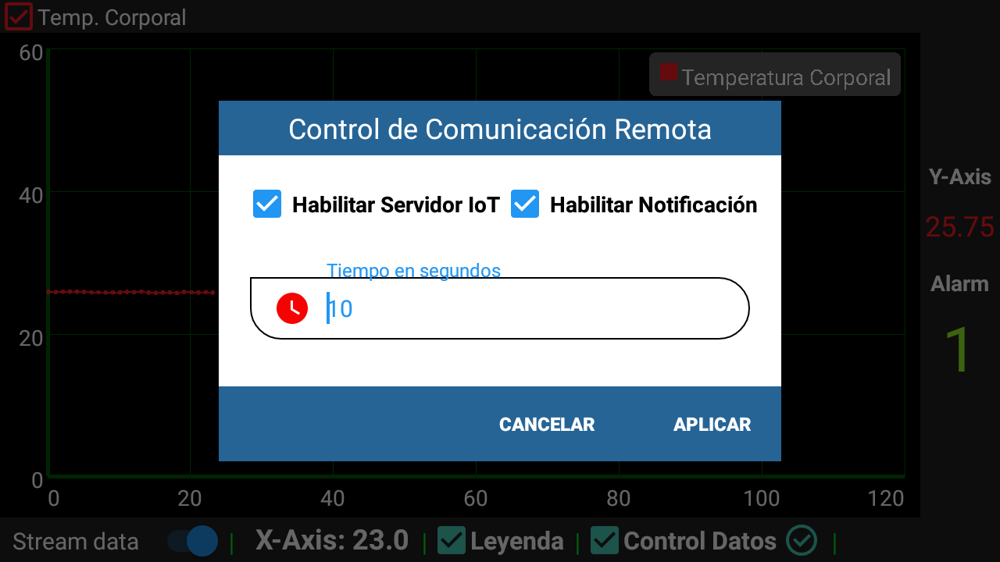 Temp. Corporal
60
Temperatura Corporal
Control de Comunicación Remota
Y-Axis
40
Habilitar Servidor IoT Habilitar Notificación
25.75
Tiempo en segundos
Alarm
10
20
1
CANCELAR APLICAR
0
0 20 40 60 80 100 120
Stream data | X-Axis: 23.0 | Leyenda | Control Datos |